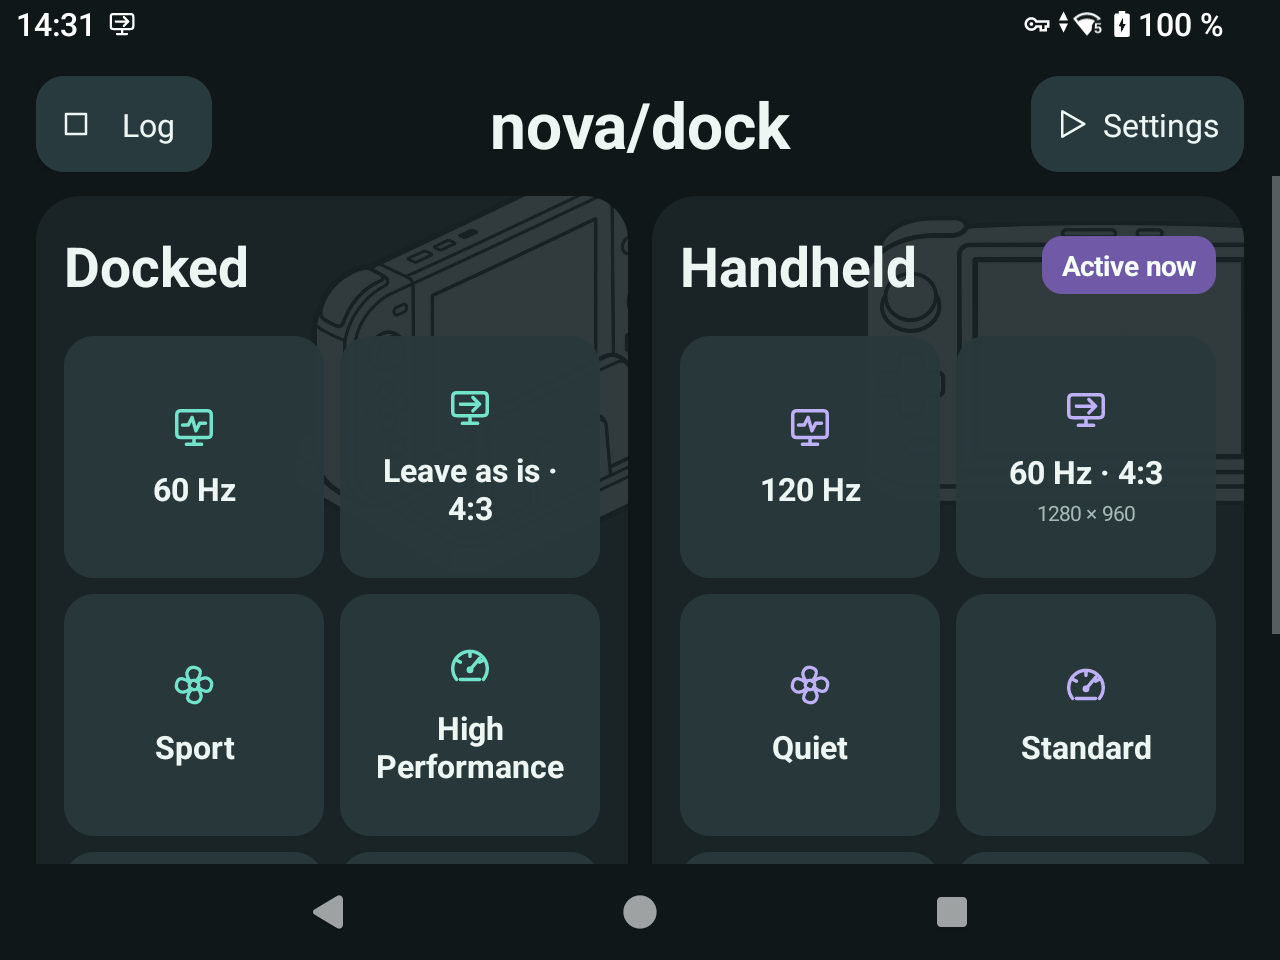 14:31
5
100 %
Log
nova/dock
Settings
Docked
Handheld
Active now
60 Hz
Leave as is ·
4:3
120 Hz
60 Hz · 4:3
1280 × 960
Sport
High
Performance
Quiet
Standard